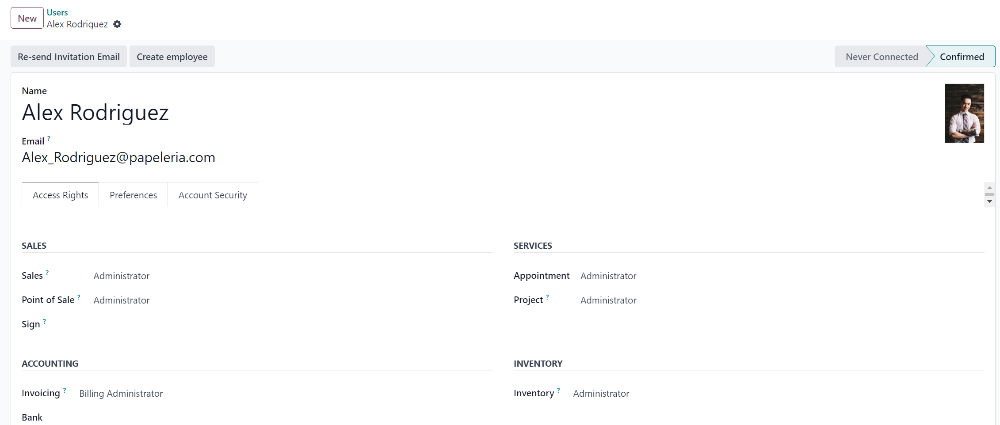 New
Users
Alex Rodriguez
Re-send Invitation Email
Create employee
Never Connected
Confirmed
Name
Alex Rodriguez
Email ?
Alex_Rodriguez@papeleria.com
Access Rights
Preferences
Account Security
SALES
Sales ? Administrator
Point of Sale ? Administrator
Sign ?
SERVICES
Appointment Administrator
Project ? Administrator
ACCOUNTING
Invoicing ? Billing Administrator
Bank
INVENTORY
Inventory ? Administrator